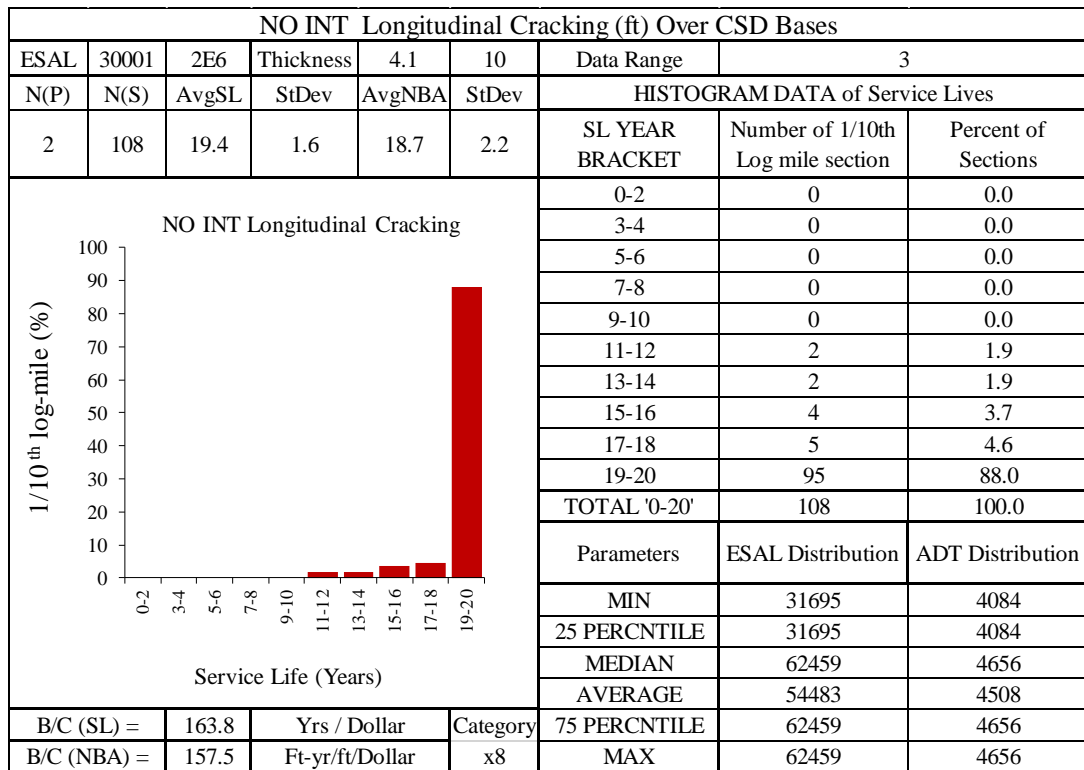 NO INT Longitudinal Cracking (ft) Over CSD Bases
ESAL 30001 2E6 Thickness 4.1 10 Data Range 3
N(P) N(S) AvgSL StDev AvgNBA StDev HISTOGRAM DATA of Service Lives
2 108 19.4 1.6 18.7 2.2
SL YEAR BRACKET Number of 1/10th Log mile section Percent of Sections
0-2 0 0.0
3-4 0 0.0
5-6 0 0.0
7-8 0 0.0
9-10 0 0.0
11-12 2 1.9
13-14 2 1.9
15-16 4 3.7
17-18 5 4.6
19-20 95 88.0
TOTAL '0-20' 108 100.0
Parameters ESAL Distribution ADT Distribution
MIN 31695 4084
25 PERCNTILE 31695 4084
MEDIAN 62459 4656
AVERAGE 54483 4508
75 PERCNTILE 62459 4656
MAX 62459 4656
NO INT Longitudinal Cracking
1/10th log-mile (%)
100
90
80
70
60
50
40
30
20
10
0
0-2 3-4 5-6 7-8 9-10 11-12 13-14 15-16 17-18 19-20
Service Life (Years)
B/C (SL) = 163.8 Yrs / Dollar Category
B/C (NBA) = 157.5 Ft-yr/ft/Dollar x8